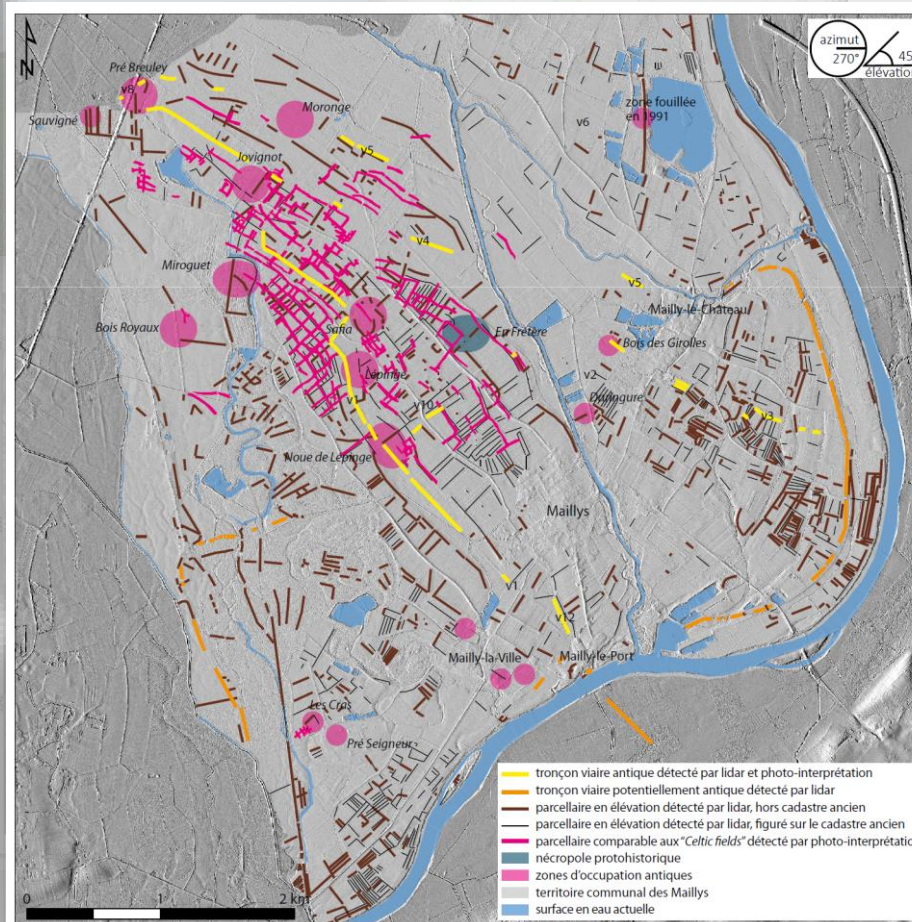 N
azimut
270°
45
élévation
Pré Breuley
v8
Sauvigné
Moronge
zone fouillée
en 1991
v6
v5
Jovignot
v4
Miroguet
v5
Mailly-le-Château
Bois Royaux
Safia
En Frétère
Bois des Girolles
Lépinge
v2
v1
v10
v3
Noue de Lépinge
Maillys
v1
v12
Mailly-la-Ville
Mailly-le-Port
Les Cras
Pré Seigneur
tronçon viaire antique détecté par lidar et photo-interprétation
tronçon viaire potentiellement antique détecté par lidar
parcellaire en élévation détecté par lidar, hors cadastre ancien
parcellaire en élévation détecté par lidar, figuré sur le cadastre ancien
parcellaire comparable aux "Celtic fields" détecté par photo-interprétation
nécropole protohistorique
zones d'occupation antiques
territoire communal des Maillys
surface en eau actuelle
0 1 2 km